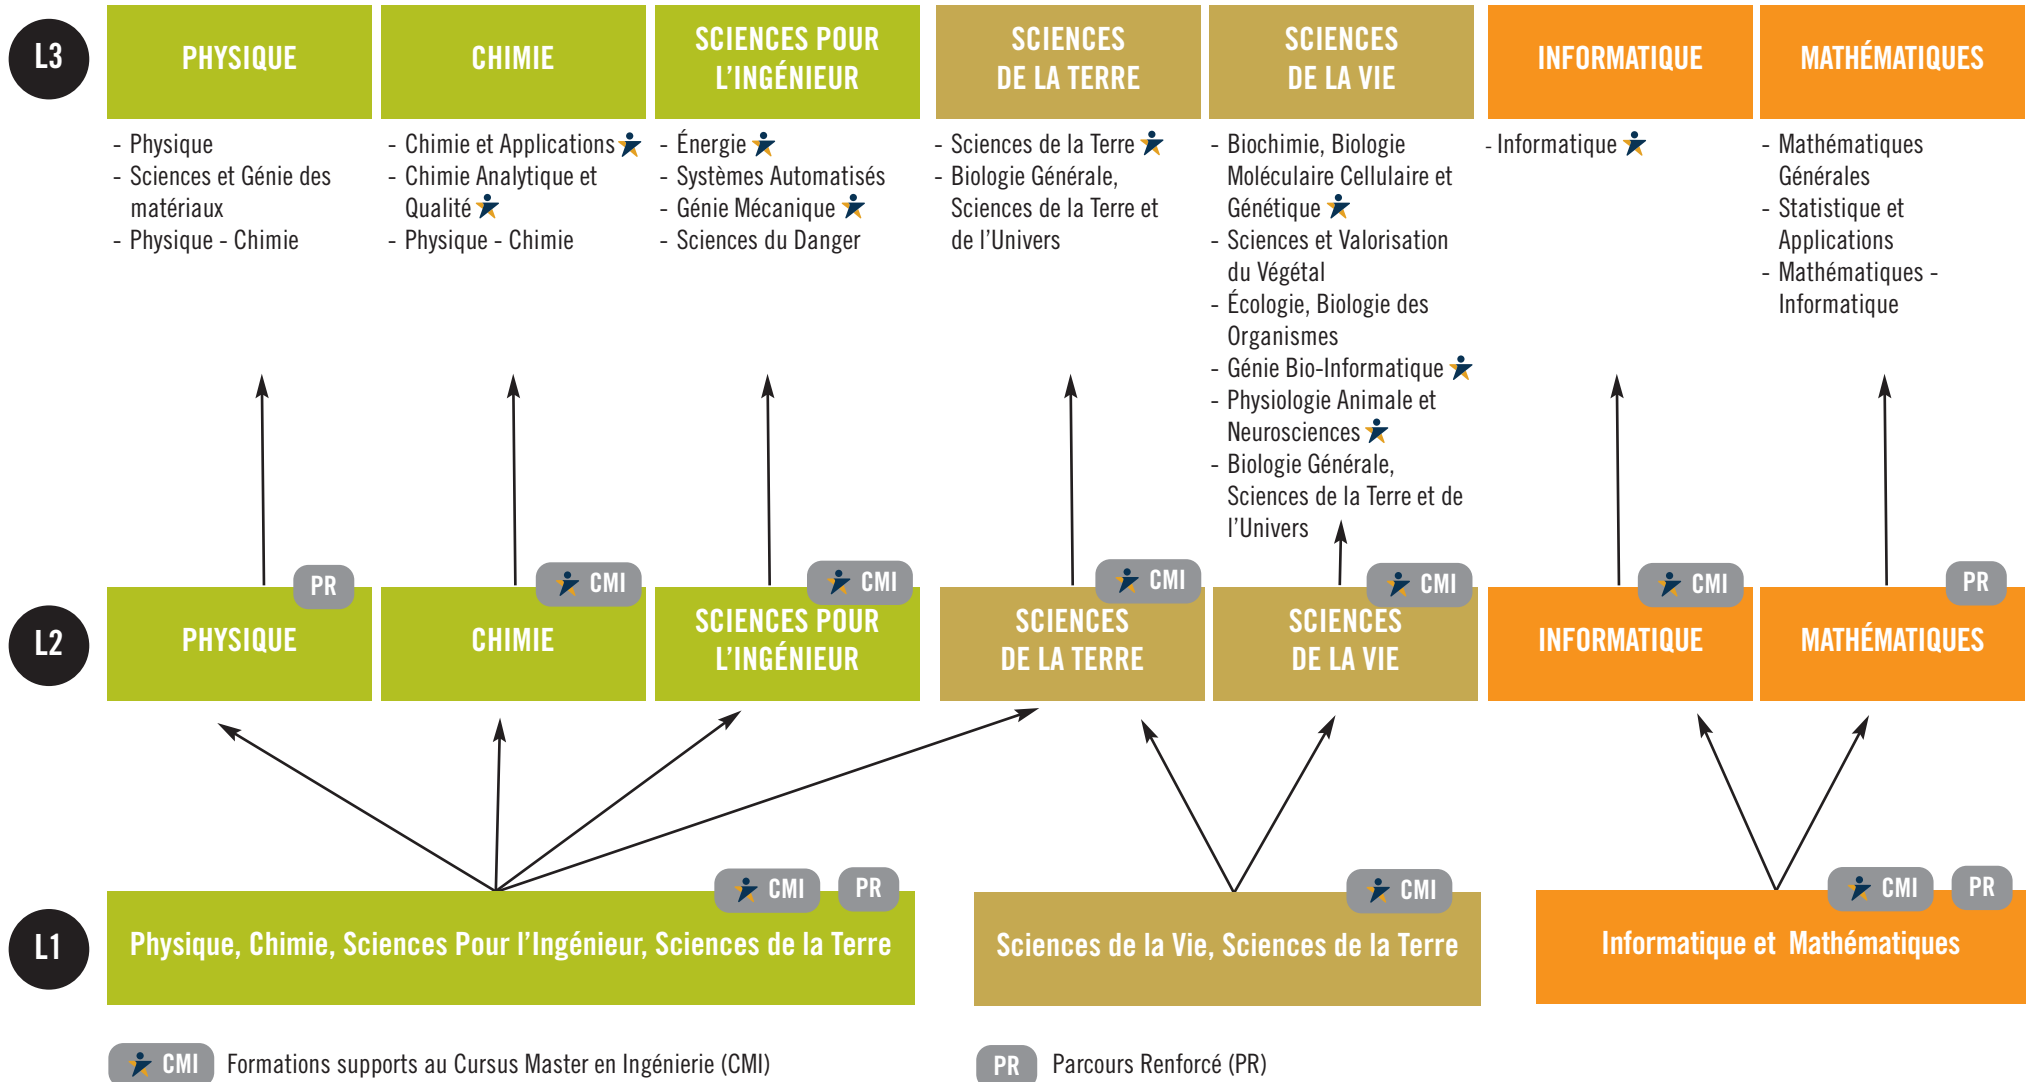 L3
PHYSIQUE
CHIMIE
SCIENCES POUR
L'INGÉNIEUR
SCIENCES
DE LA TERRE
SCIENCES
DE LA VIE
INFORMATIQUE
MATHÉMATIQUES
- Physique
- Sciences et Génie des
matériaux
- Physique - Chimie
- Chimie et Applications
- Chimie Analytique et
Qualité
- Physique - Chimie
- Énergie
- Systèmes Automatisés
- Génie Mécanique
- Sciences du Danger
- Sciences de la Terre
- Biologie Générale,
Sciences de la Terre et
de l'Univers
- Biochimie, Biologie
Moléculaire Cellulaire et
Génétique
- Sciences et Valorisation
du Végétal
- Écologie, Biologie des
Organismes
- Génie Bio-Informatique
- Physiologie Animale et
Neurosciences
- Biologie Générale,
Sciences de la Terre et de
l'Univers
- Informatique
- Mathématiques
Générales
- Statistique et
Applications
- Mathématiques -
Informatique
L2
PR
PHYSIQUE
CMI
CHIMIE
CMI
SCIENCES POUR
L'INGÉNIEUR
CMI
SCIENCES
DE LA TERRE
CMI
SCIENCES
DE LA VIE
CMI
INFORMATIQUE
PR
MATHÉMATIQUES
L1
CMI
PR
Physique, Chimie, Sciences Pour l'Ingénieur, Sciences de la Terre
CMI
Sciences de la Vie, Sciences de la Terre
CMI
PR
Informatique et Mathématiques
CMI Formations supports au Cursus Master en Ingénierie (CMI)
PR Parcours Renforcé (PR)